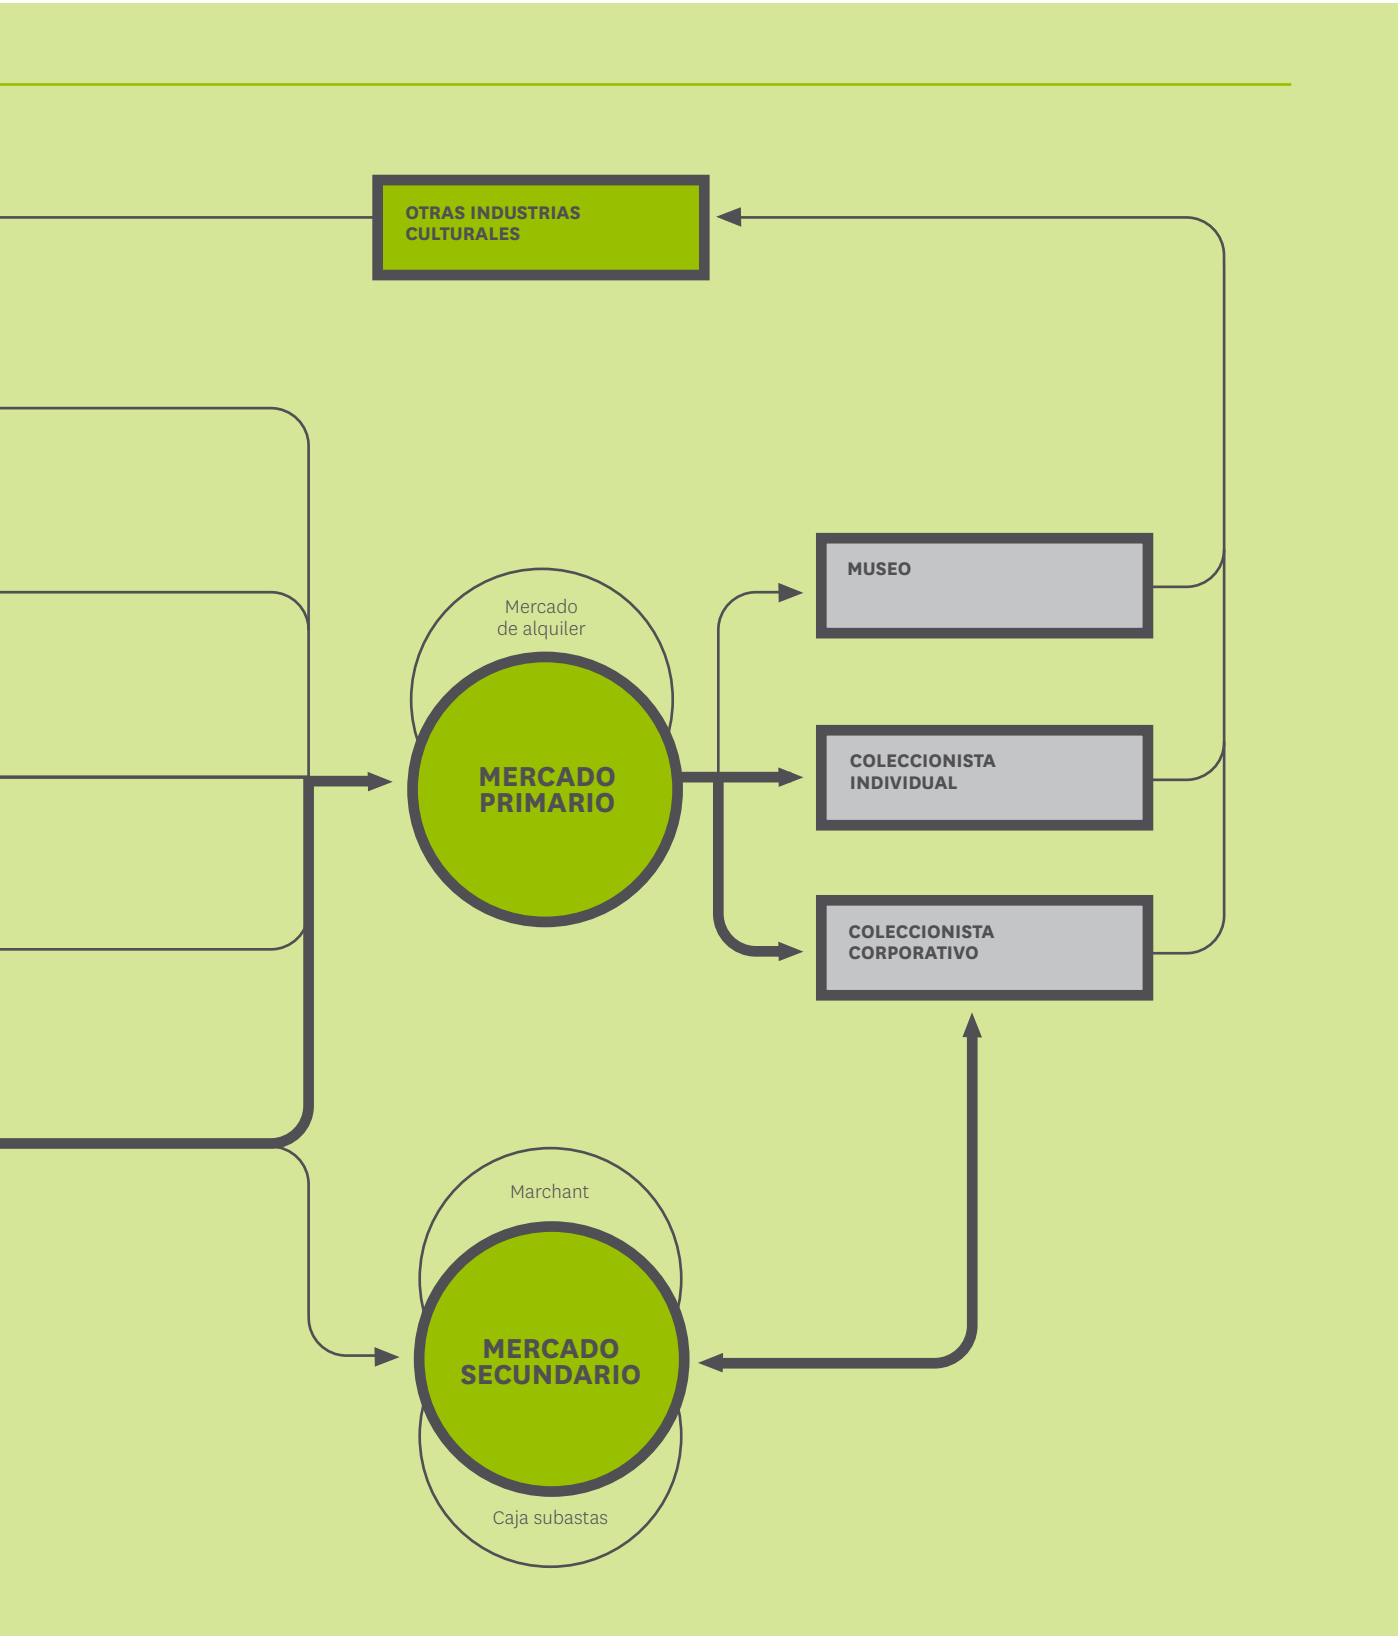 OTRAS INDUSTRIAS
CULTURALES
MUSEO
Mercado
de alquiler
MERCADO
PRIMARIO
COLECCIONISTA
INDIVIDUAL
COLECCIONISTA
CORPORATIVO
Marchant
MERCADO
SECUNDARIO
Caja subastas